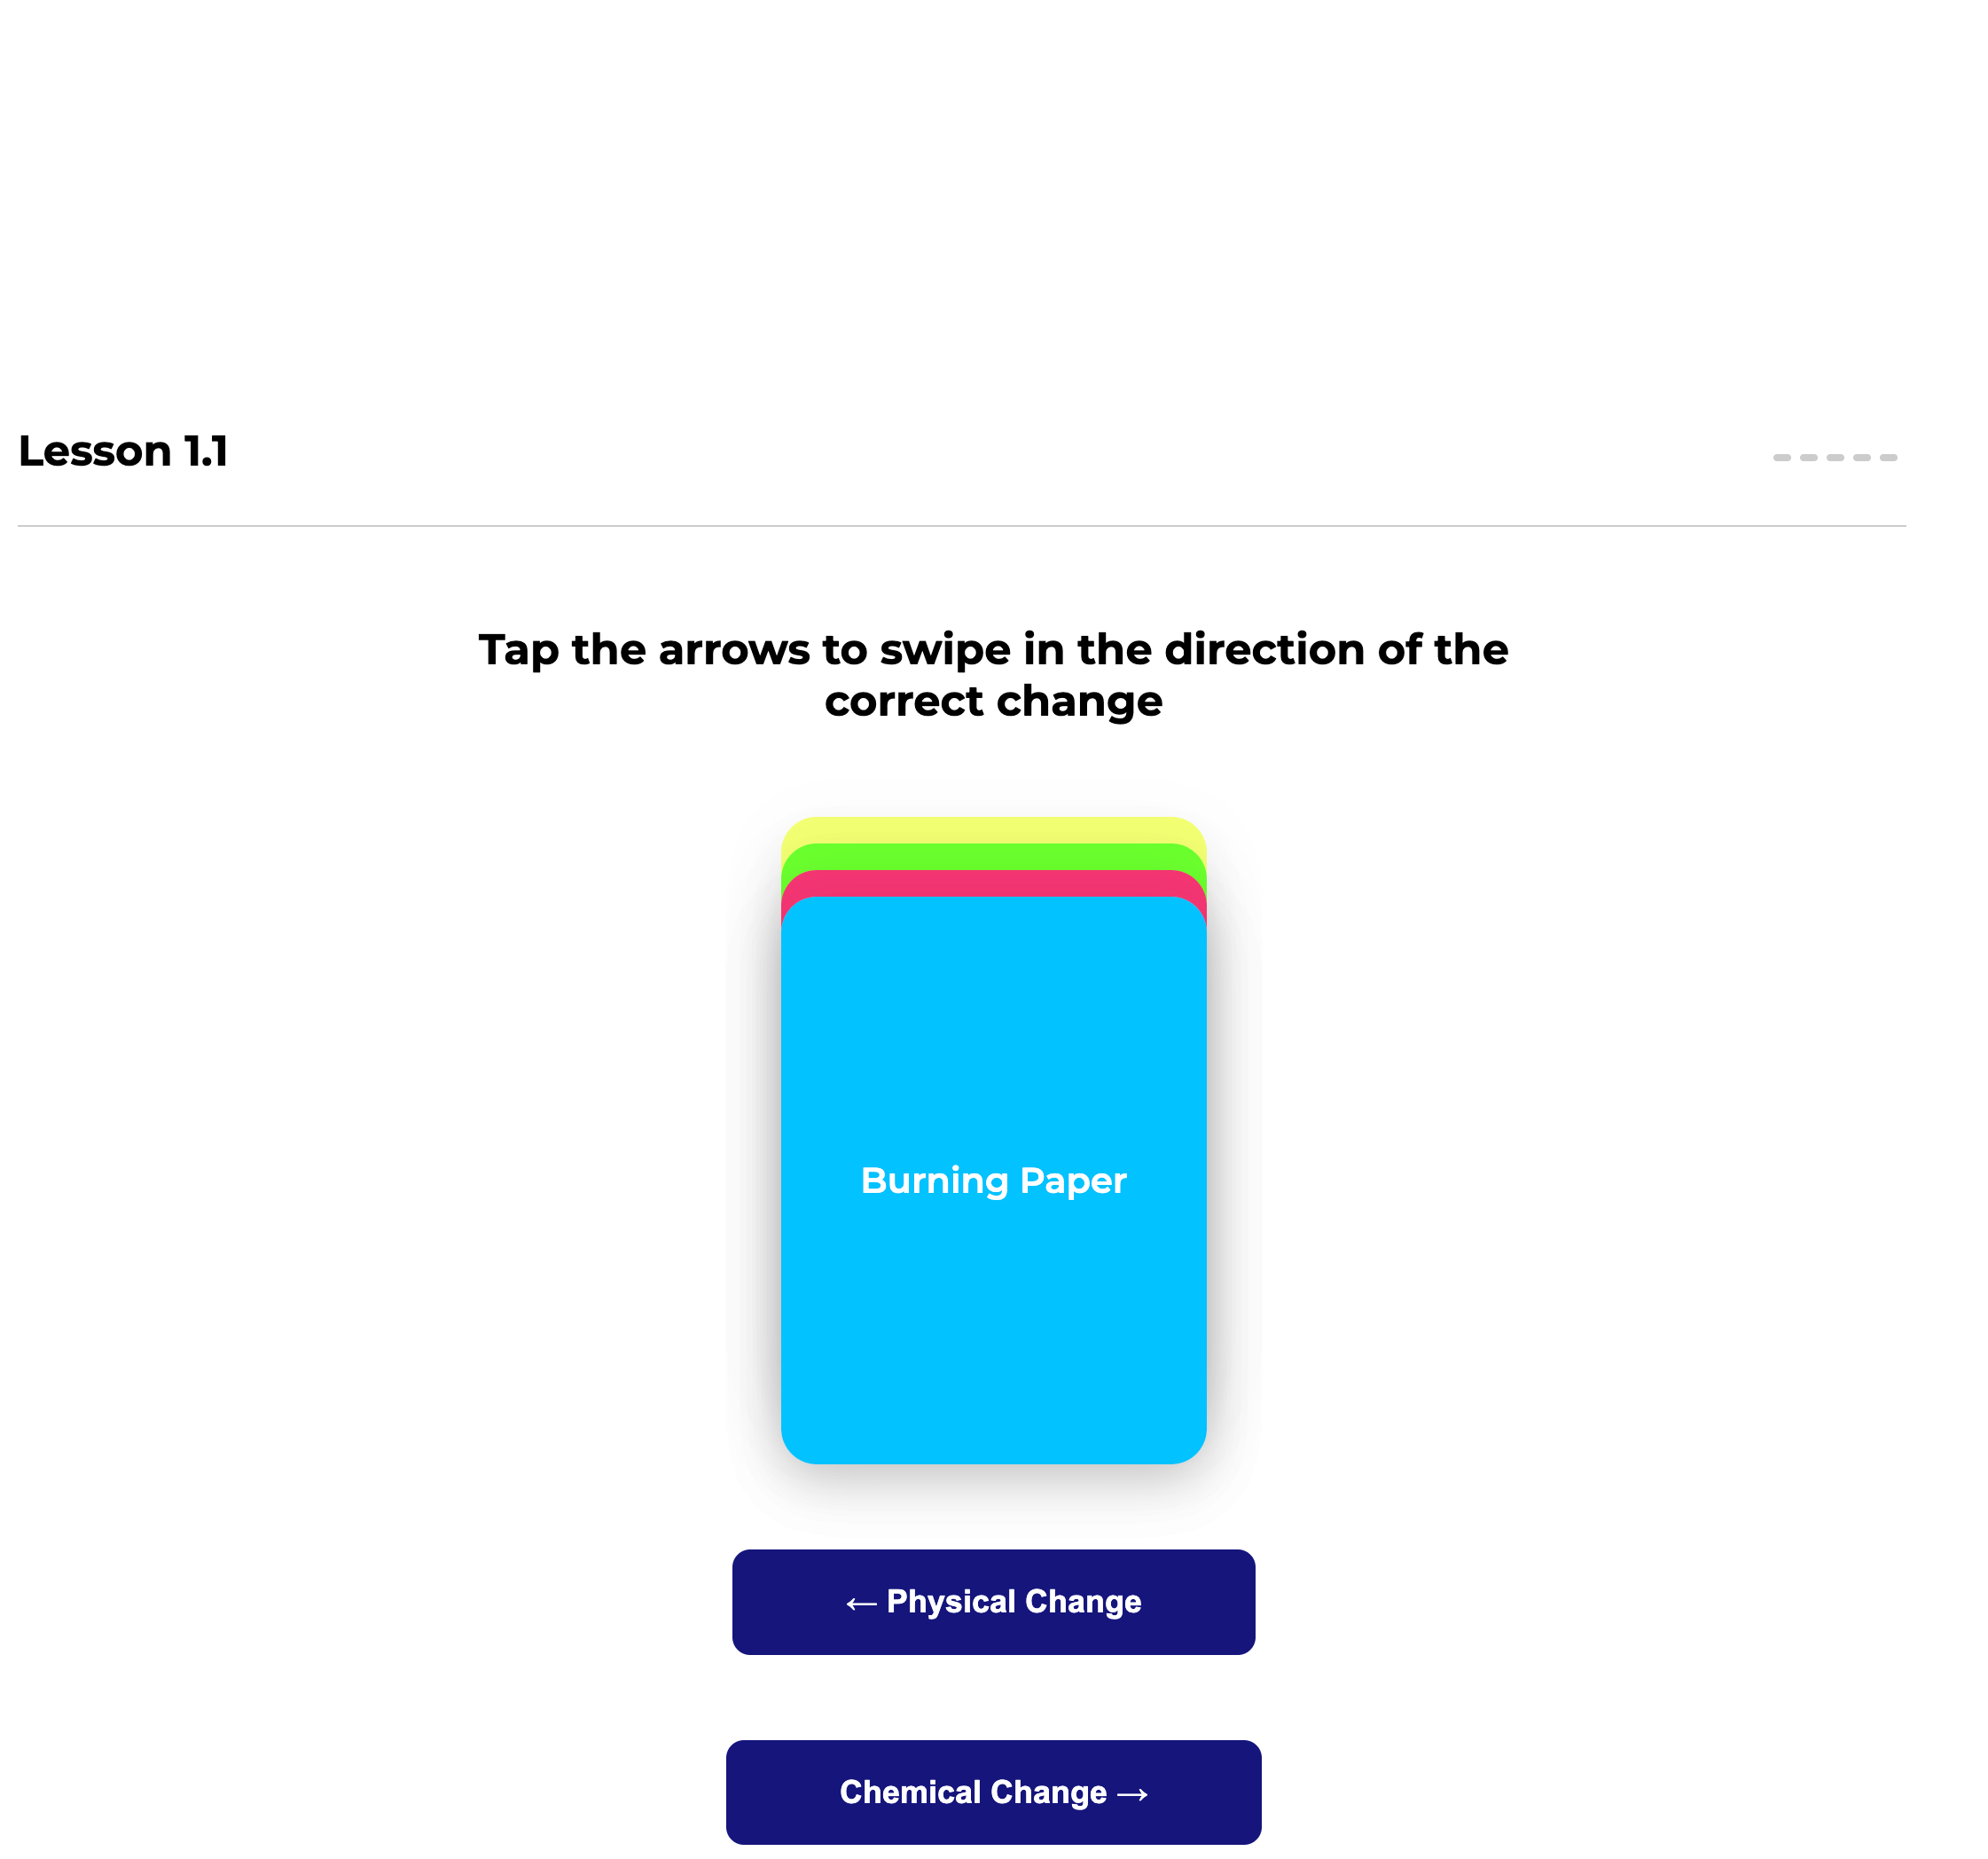 Lesson 1.1
Tap the arrows to swipe in the direction of the
correct change
Burning Paper
← Physical Change
Chemical Change →